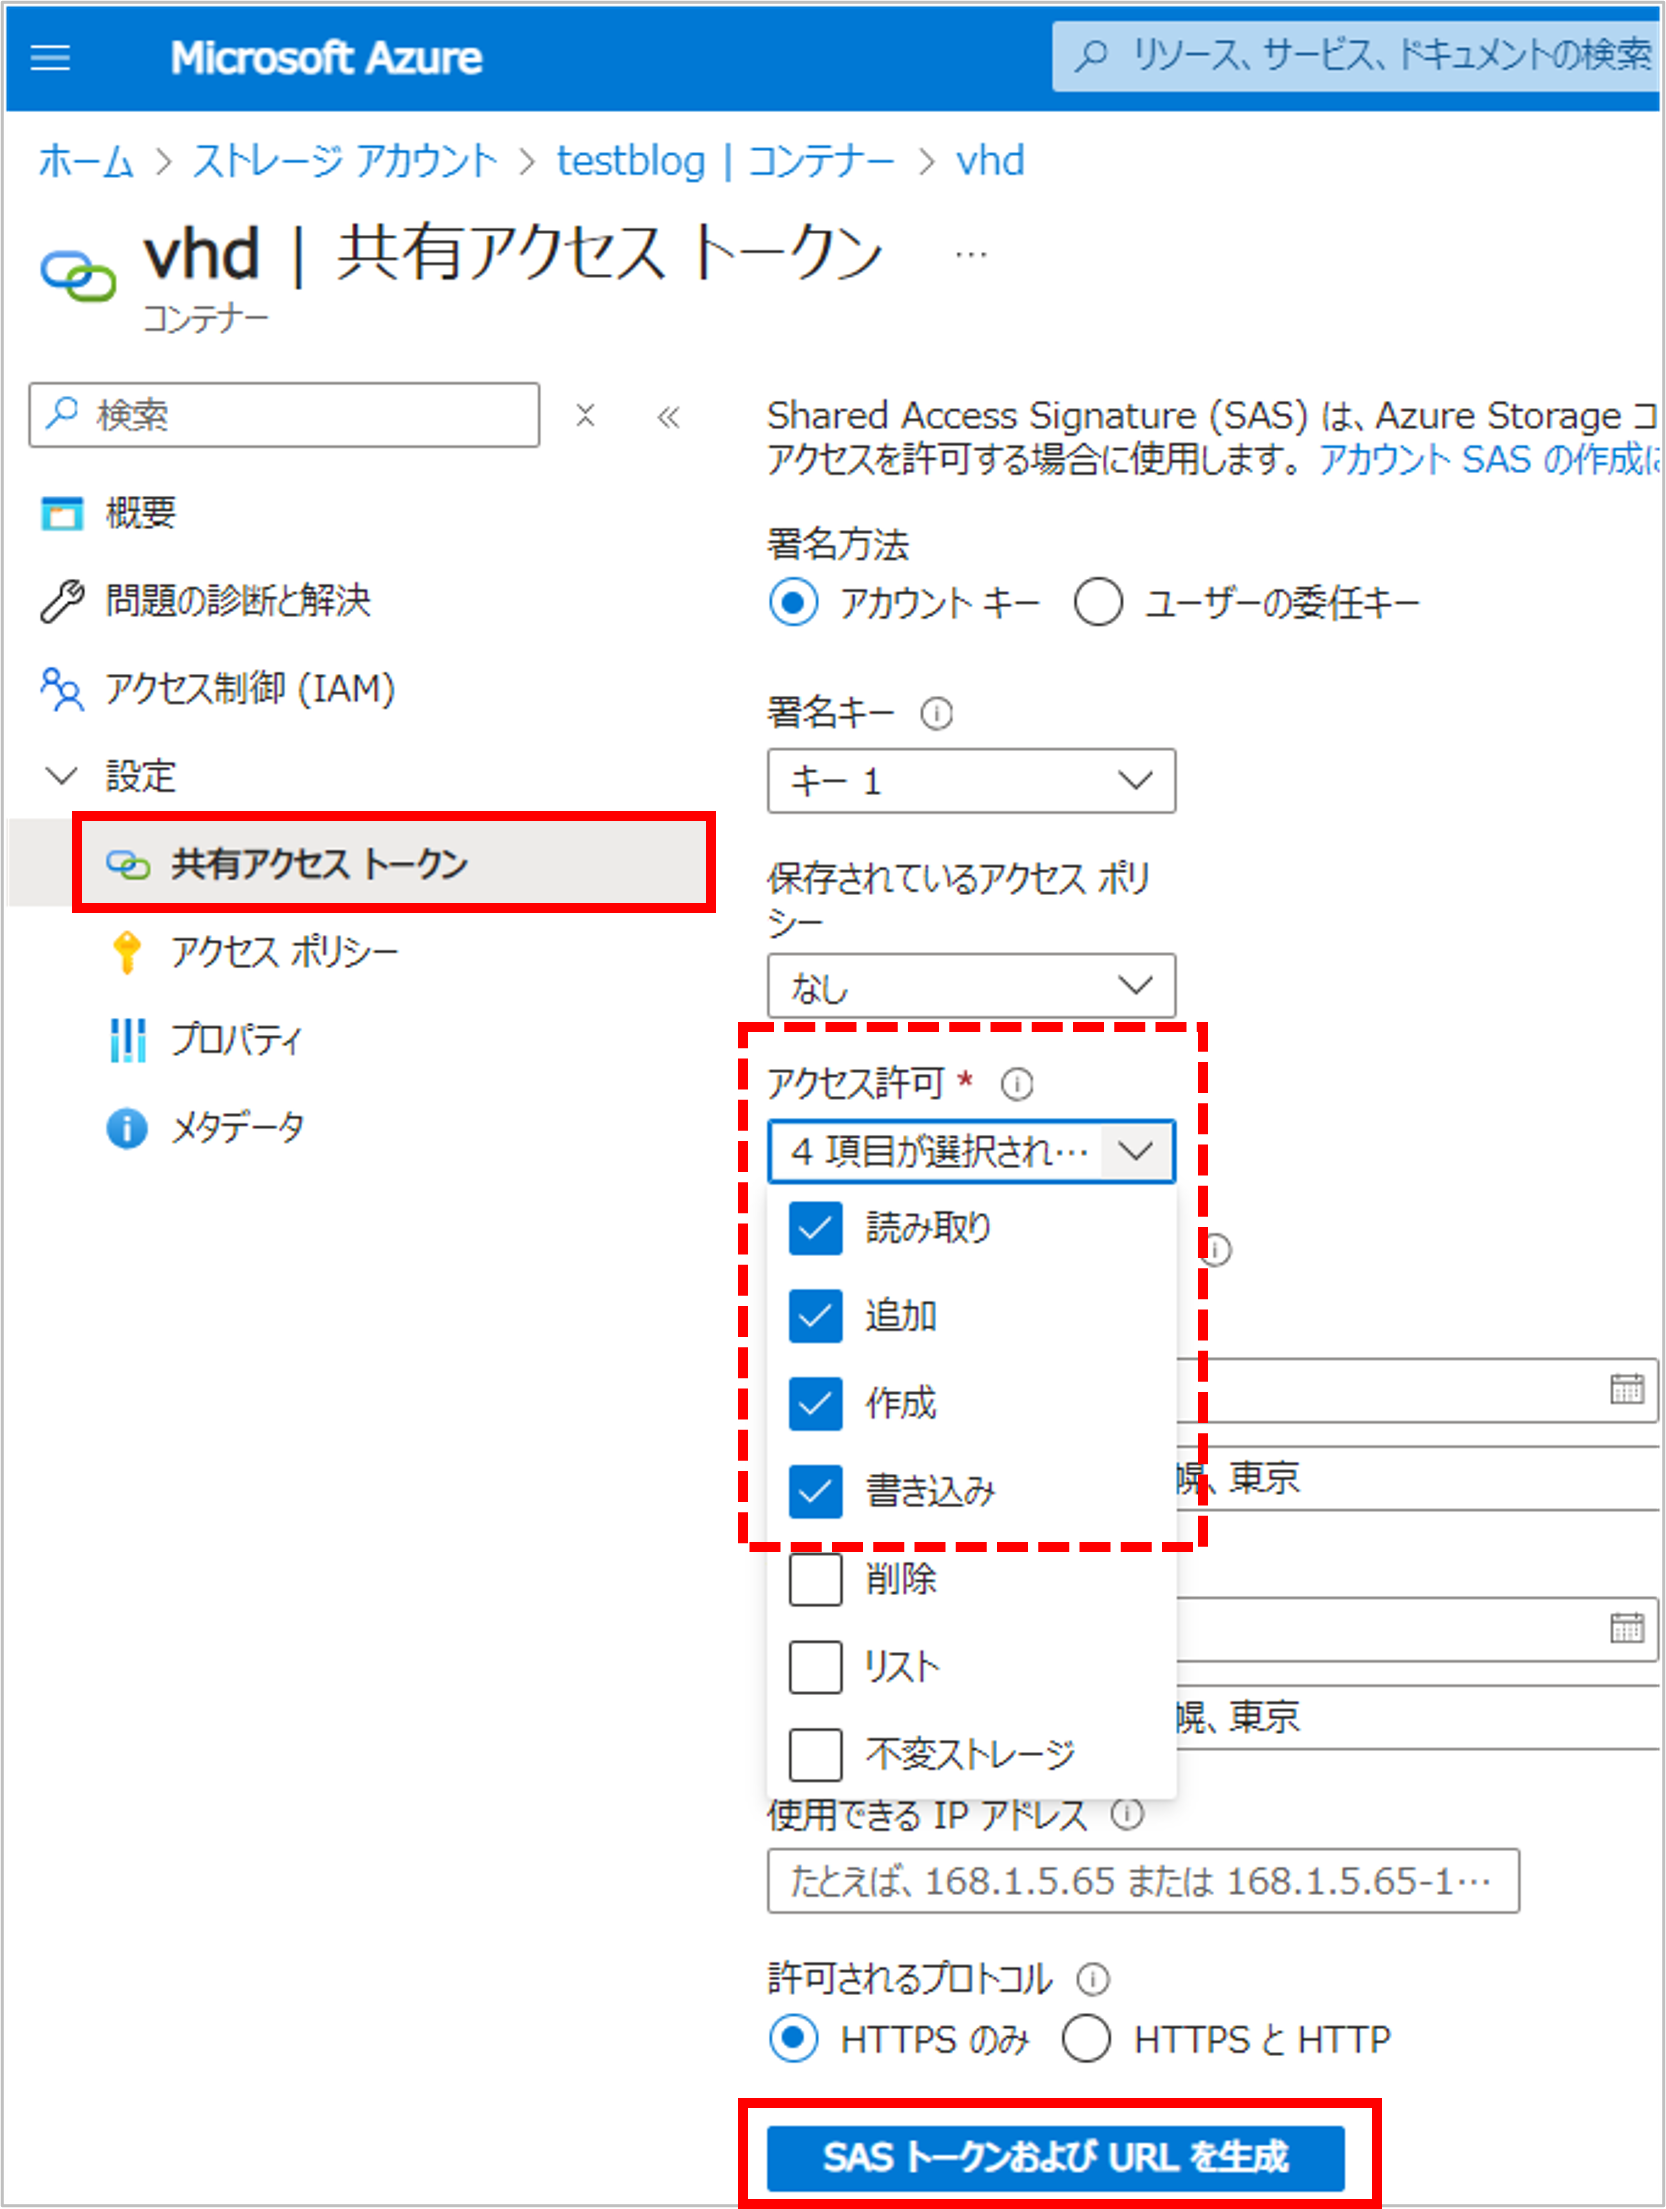 Microsoft Azure
リソース、サービス、ドキュメントの検索
ホーム > ストレージ アカウント > testblog | コンテナー > vhd
vhd | 共有アクセス トークン …
コンテナー
検索
概要
問題の診断と解決
アクセス制御 (IAM)
設定
共有アクセス トークン
アクセス ポリシー
プロパティ
メタデータ
Shared Access Signature (SAS) は、Azure Storage コ
アクセスを許可する場合に使用します。 アカウント SAS の作成に
署名方法
アカウント キー ユーザーの委任キー
署名キー
キー 1
保存されているアクセス ポリ
シー
なし
アクセス許可 *
4 項目が選択され…
読み取り
追加
作成
書き込み
幌、東京
削除
リスト
幌、東京
不変ストレージ
使用できる IP アドレス
たとえば、168.1.5.65 または 168.1.5.65-1…
許可されるプロトコル
HTTPS のみ HTTPS と HTTP
SAS トークンおよび URL を生成